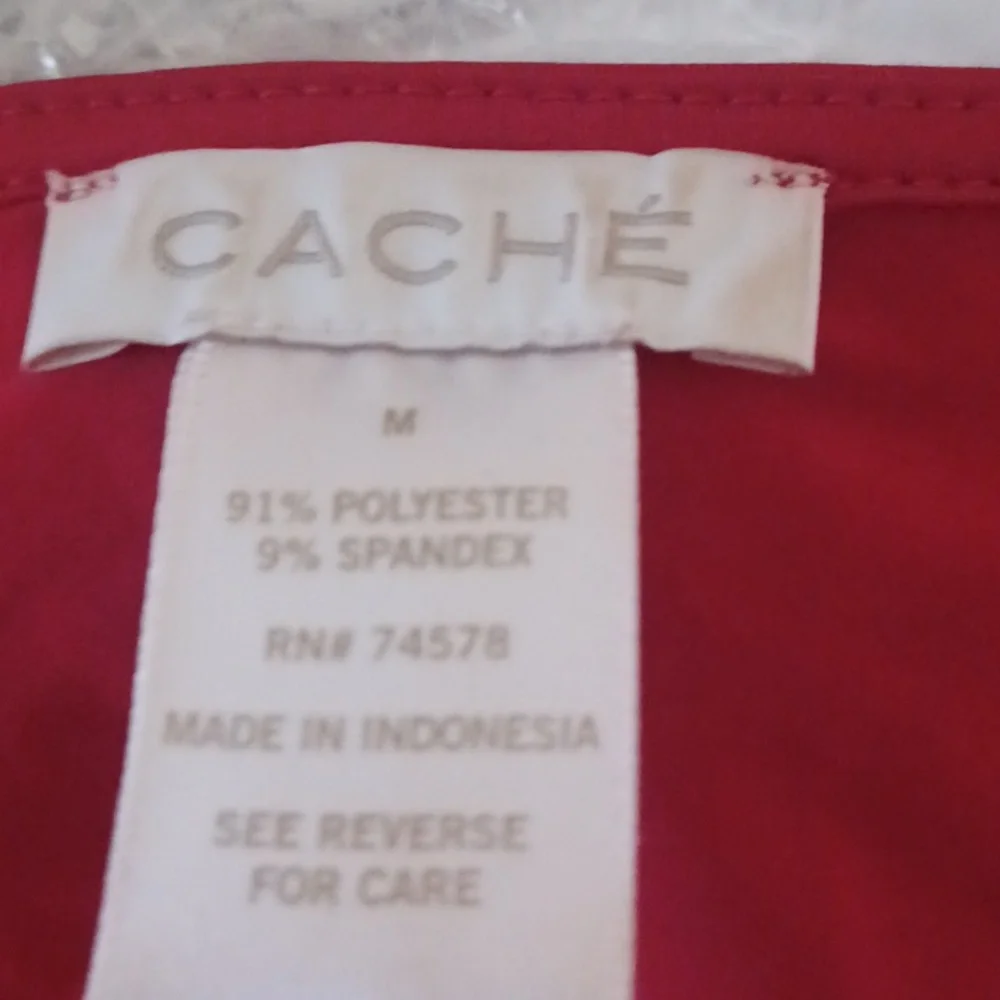 CACHÉ
M
91% POLYESTER
9% SPANDEX
RN# 74578
MADE IN INDONESIA
SEE REVERSE
FOR CARE